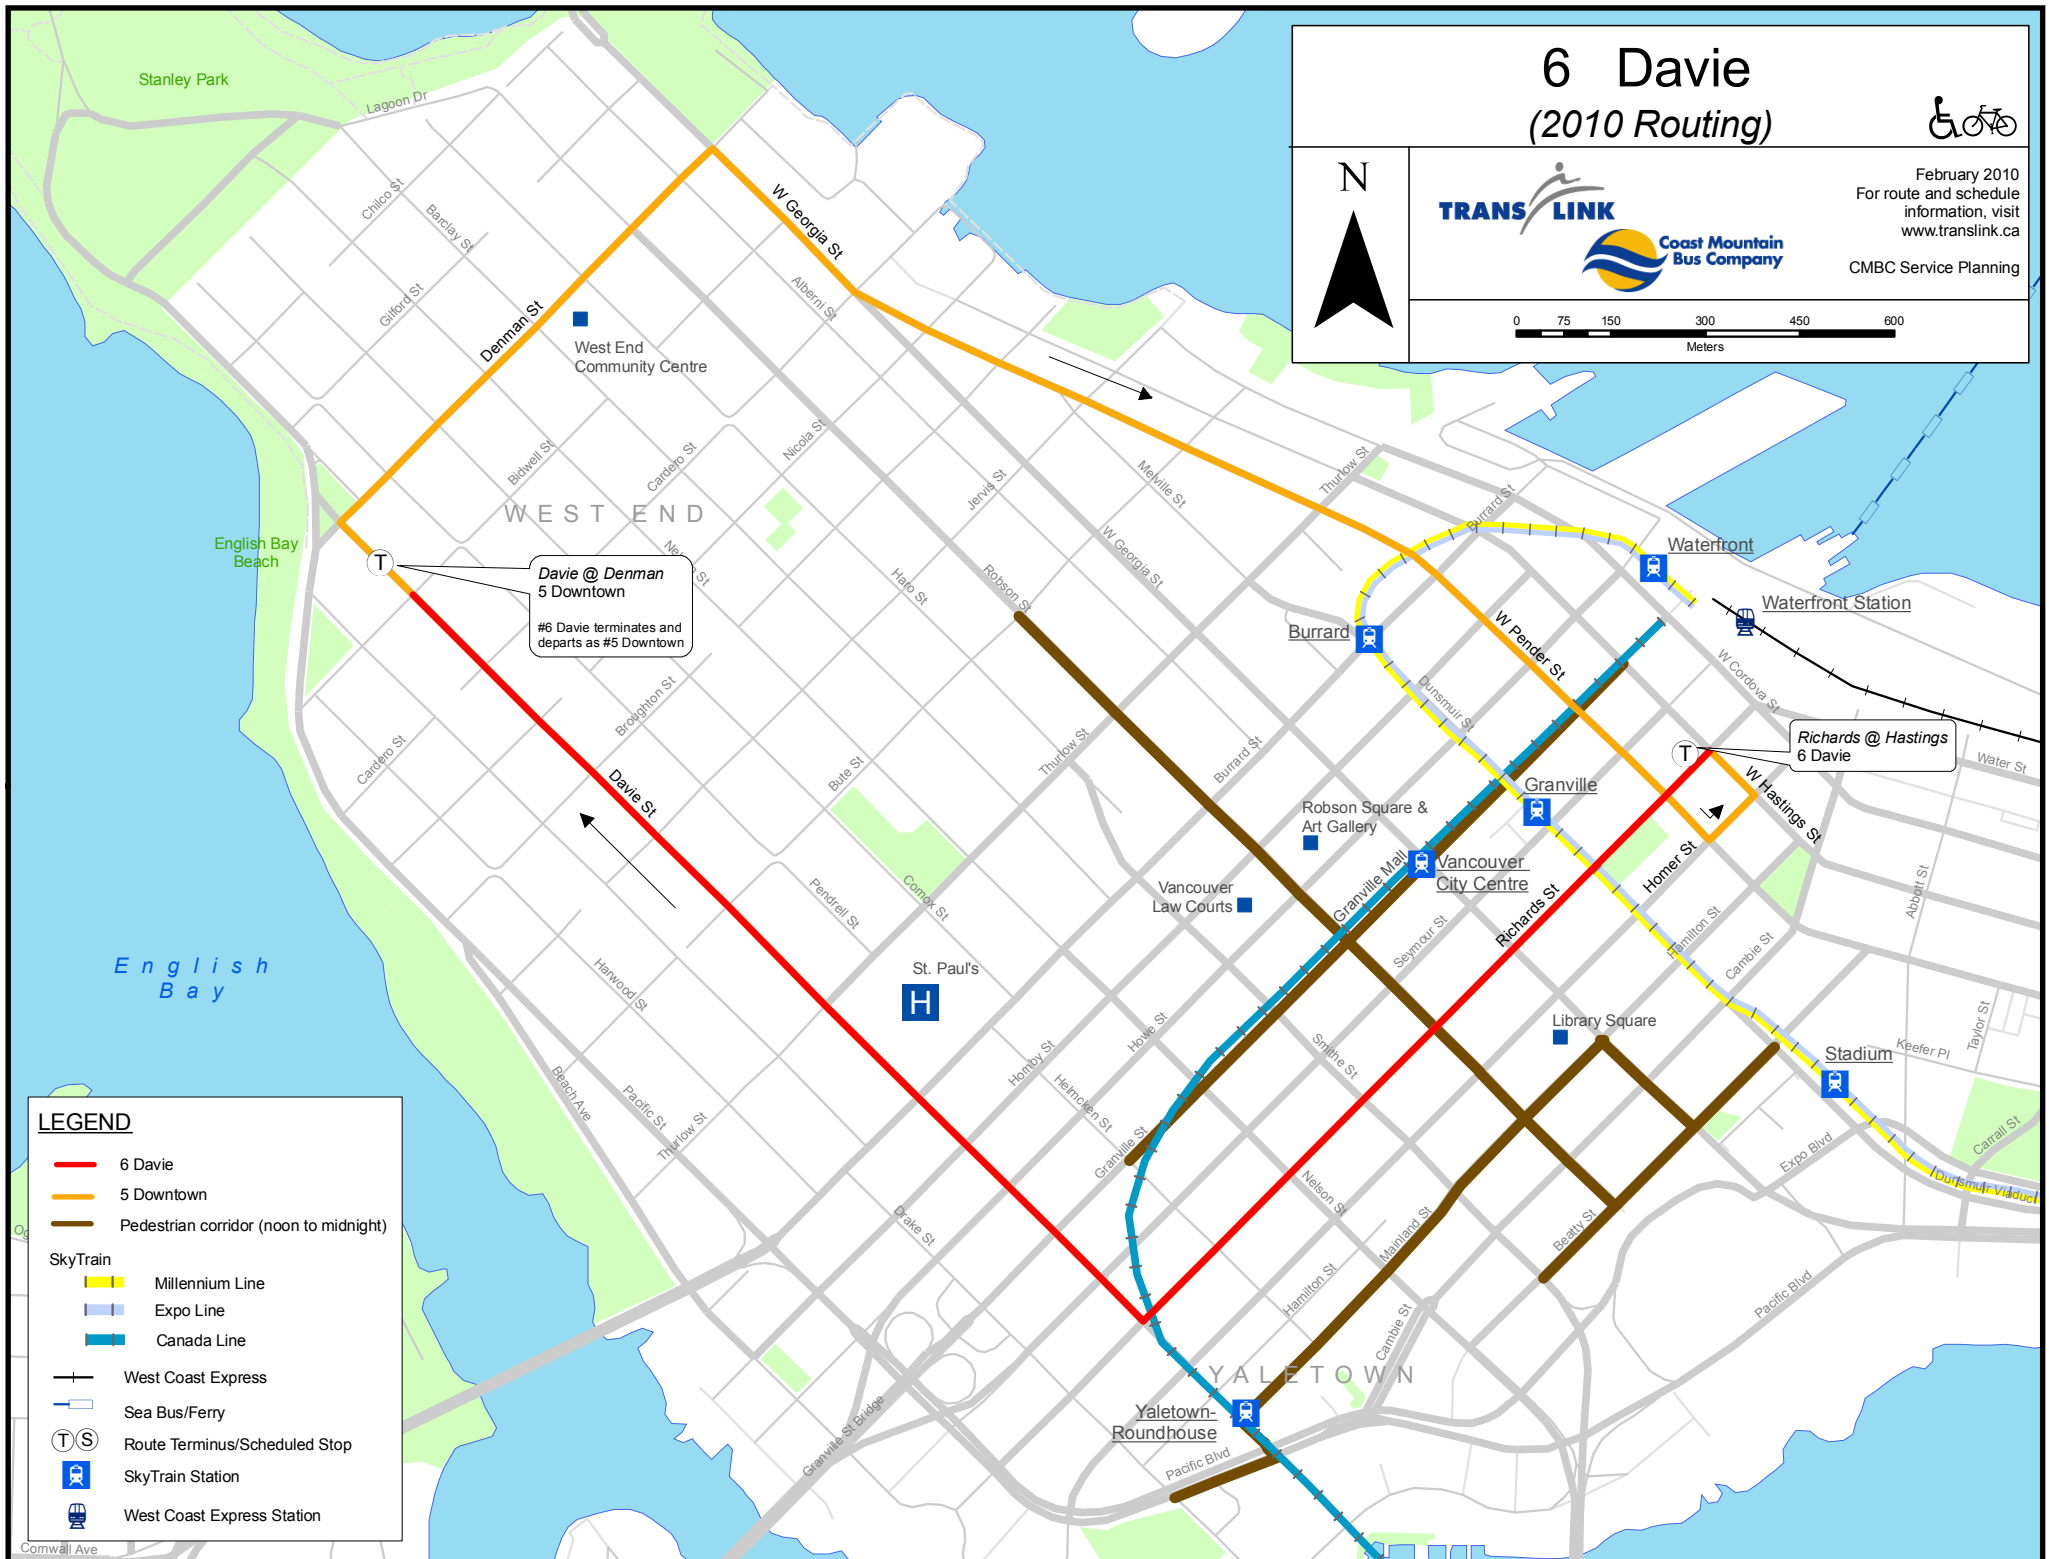 6 Davie
(2010 Routing)
N
TRANS LINK
Coast Mountain
Bus Company
February 2010
For route and schedule
information, visit
www.translink.ca
CMBC Service Planning
0 75 150 300 450 600
Meters
Stanley Park
Lagoon Dr
Chilco St
Barclay St
Gilford St
Denman St
W Georgia St
Alberni St
West End
Community Centre
Bidwell St
Cardero St
Nicola St
Jervis St
Melville St
Thurlow St
Burrard St
WEST END
English Bay
Beach
T
Davie @ Denman
5 Downtown
#6 Davie terminates and
departs as #5 Downtown
Haro St
Robson St
W Georgia St
Waterfront
Waterfront Station
Burrard
W Pender St
W Cordova St
Dunsmuir St
T
Richards @ Hastings
6 Davie
Water St
W Hastings St
Granville
Broughton St
Cardero St
Davie St
Bute St
Thurlow St
Burrard St
Robson Square &
Art Gallery
Granville Mall
Vancouver
City Centre
Homer St
Richards St
Abbott St
Vancouver
Law Courts
Seymour St
Hamilton St
Cambie St
Pendrell St
Comox St
English
Bay
Harwood St
St. Paul's
H
Howe St
Hornby St
Smithe St
Library Square
Taylor St
Keefer Pl
Stadium
Beach Ave
Pacific St
Thurlow St
Helmcken St
Granville St
Expo Blvd
Carrall St
Dunsmuir Viaduct
Nelson St
Mainland St
Beatty St
Drake St
Hamilton St
Cambie St
Pacific Blvd
YALETOWN
Yaletown-
Roundhouse
Granville St Bridge
Pacific Blvd
LEGEND
6 Davie
5 Downtown
Pedestrian corridor (noon to midnight)
SkyTrain
Millennium Line
Expo Line
Canada Line
West Coast Express
Sea Bus/Ferry
T S Route Terminus/Scheduled Stop
SkyTrain Station
West Coast Express Station
Cornwall Ave